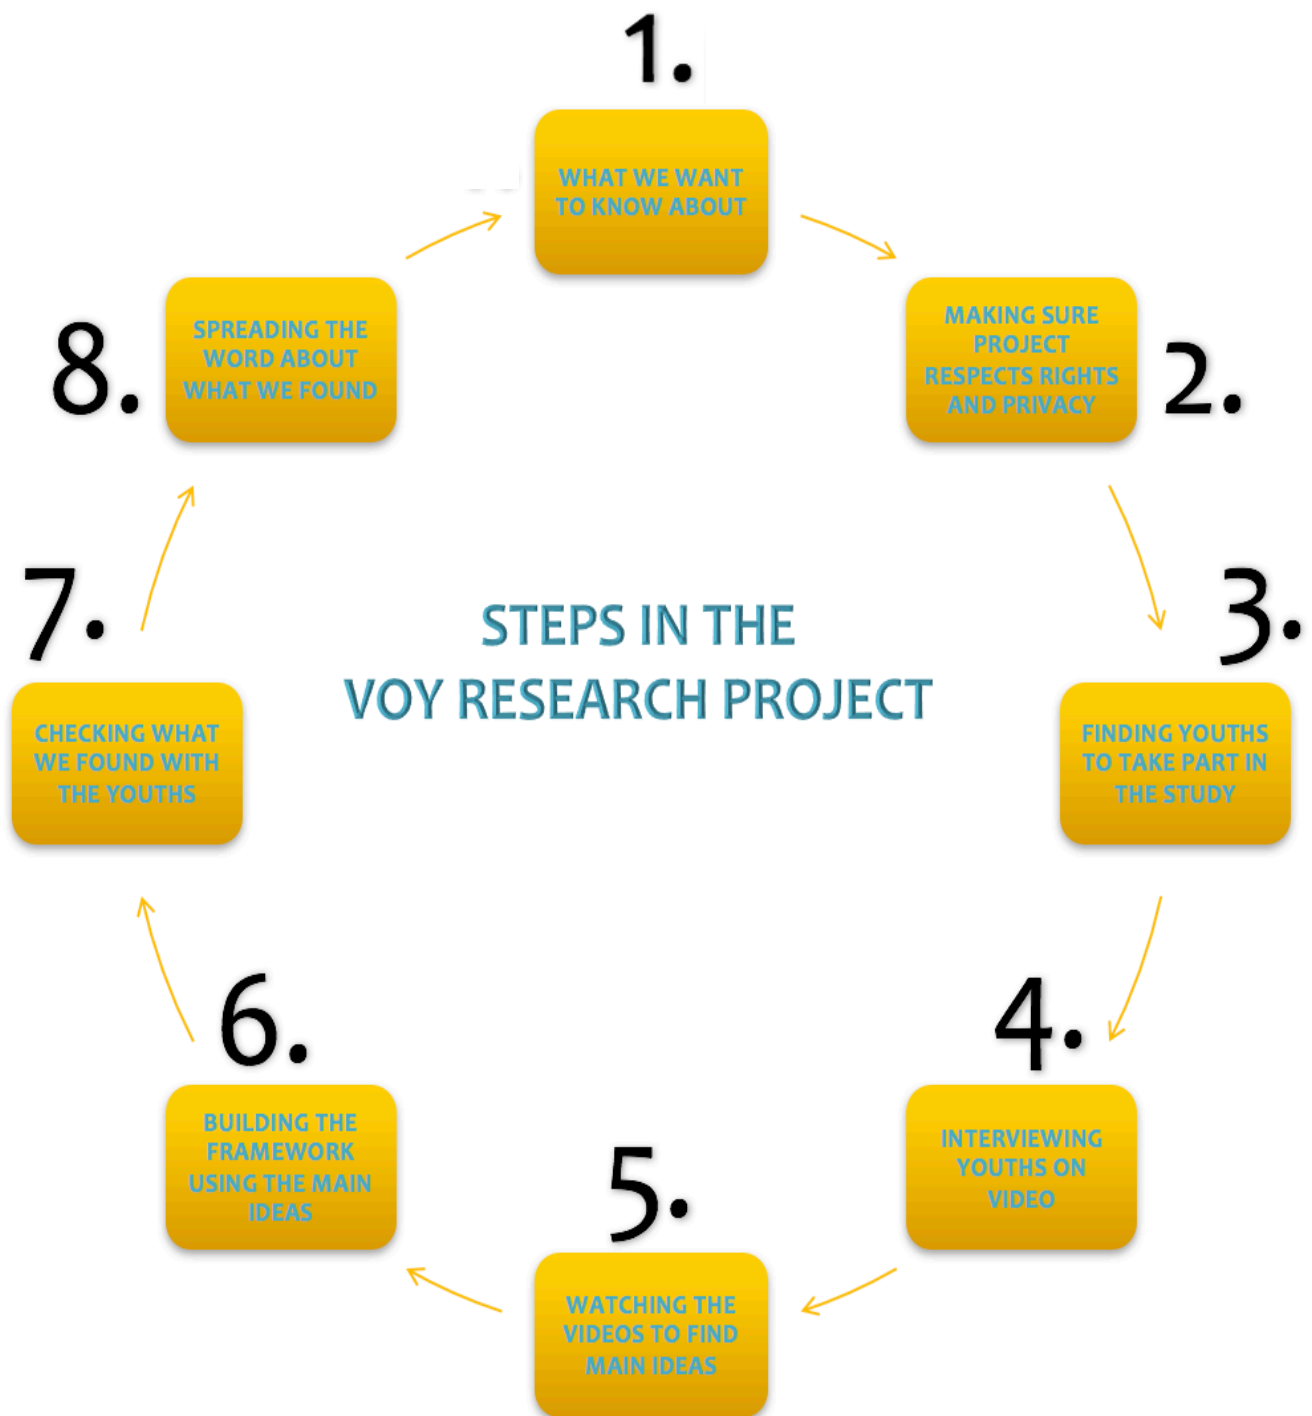 1.
WHAT WE WANT
TO KNOW ABOUT
MAKING SURE
PROJECT
RESPECTS RIGHTS
AND PRIVACY
2.
3.
FINDING YOUTHS
TO TAKE PART IN
THE STUDY
4.
INTERVIEWING
YOUTHS ON
VIDEO
5.
WATCHING THE
VIDEOS TO FIND
MAIN IDEAS
6.
BUILDING THE
FRAMEWORK
USING THE MAIN
IDEAS
7.
CHECKING WHAT
WE FOUND WITH
THE YOUTHS
8.
SPREADING THE
WORD ABOUT
WHAT WE FOUND
STEPS IN THE
VOY RESEARCH PROJECT